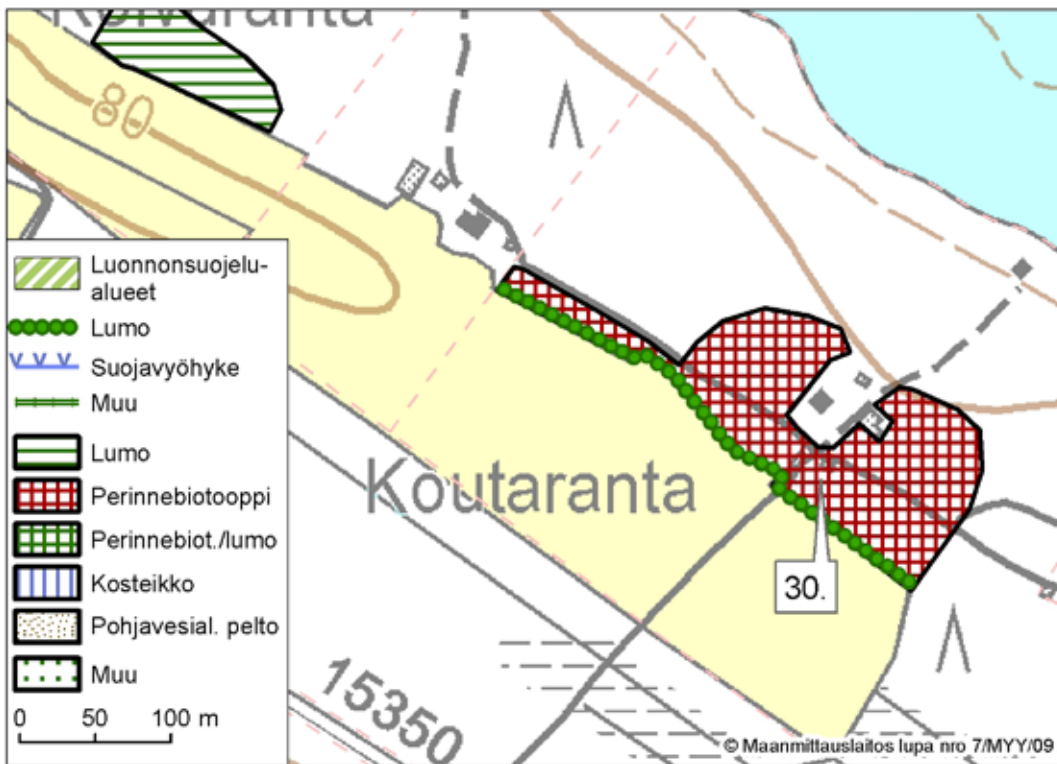 Koivuranta
80
Luonnonsuojelu-
alueet
Lumo
Suojavyöhyke
Muu
Lumo
Perinnebiotooppi
Perinnebiot./lumo
Kosteikko
Pohjavesial. pelto
Muu
0 50 100 m
Koutaranta
30.
15350
© Maanmittauslaitos lupa nro 7/MYY/09